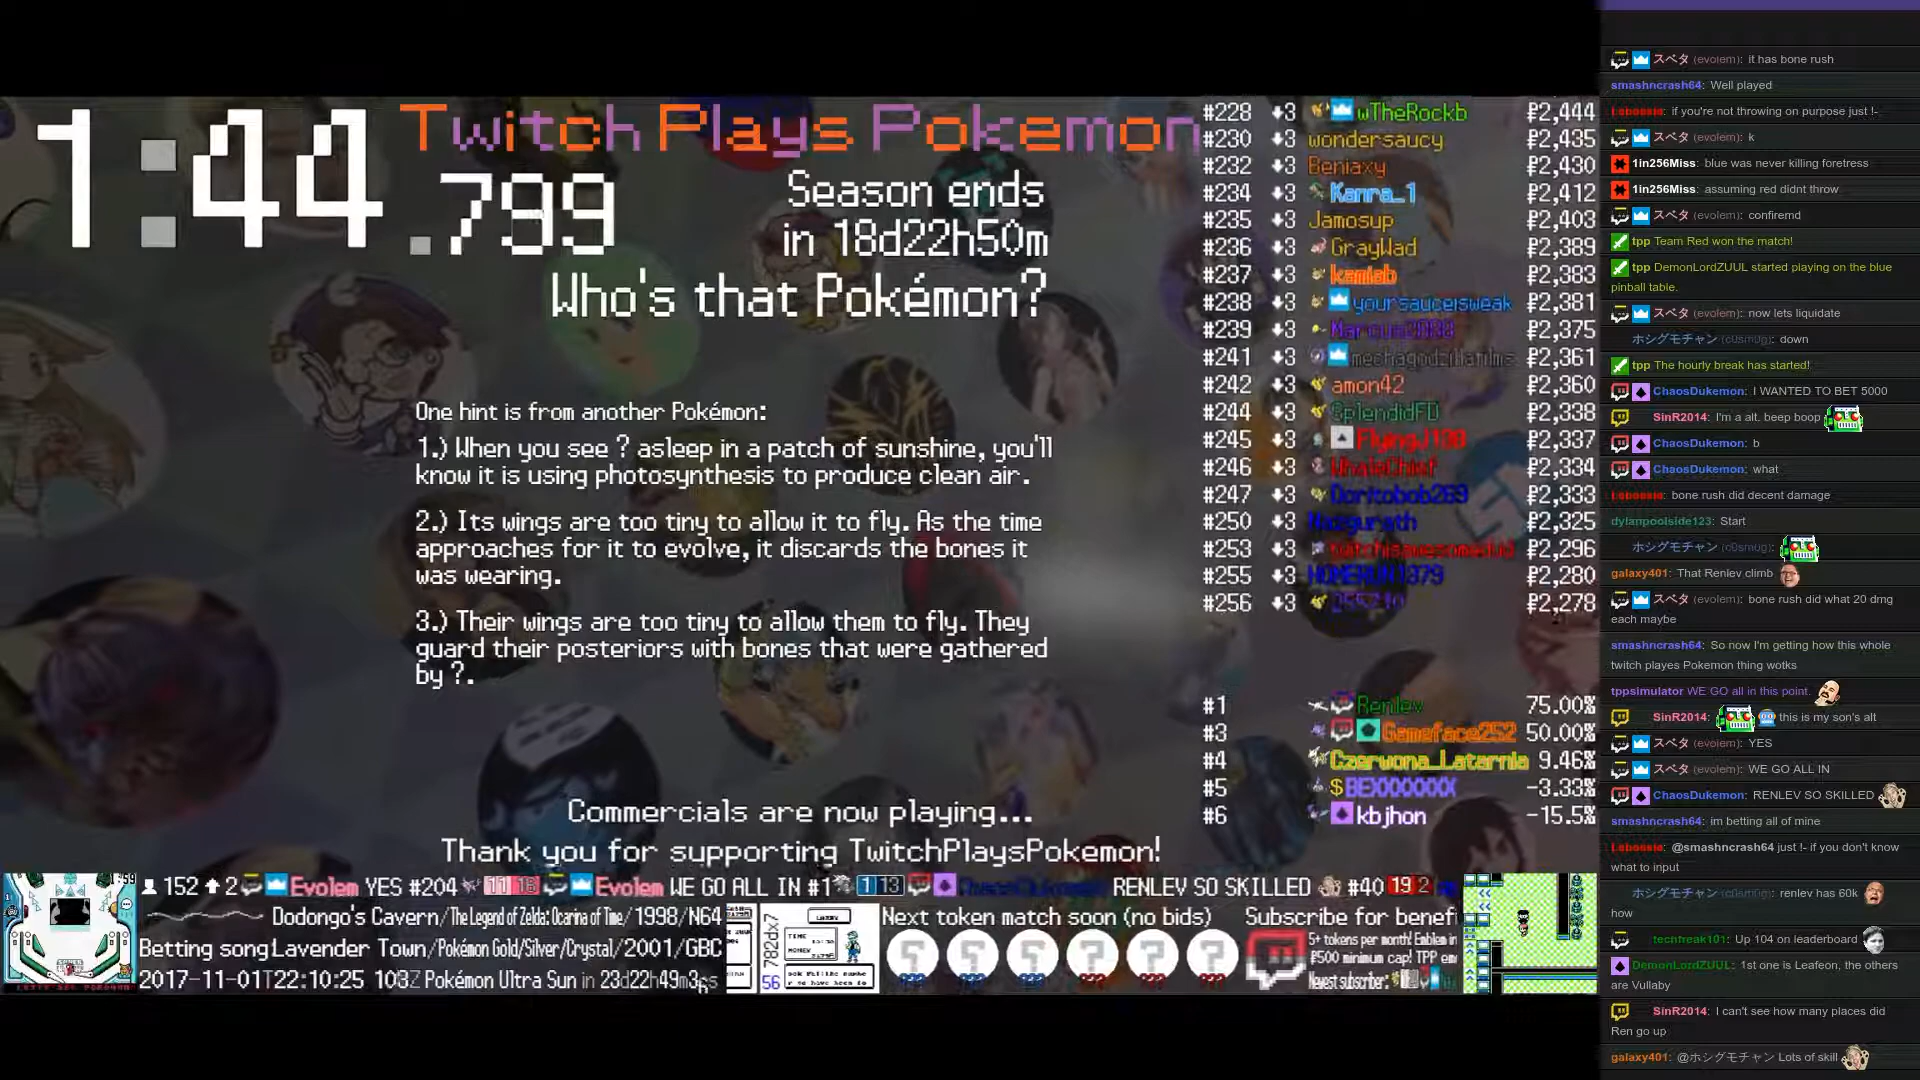 1:44.799
Twitch Plays Pokemon
Season ends
in 18d22h50m
Who's that Pokémon?
One hint is from another Pokémon:
1.) When you see ? asleep in a patch of sunshine, you'll
know it is using photosynthesis to produce clean air.
2.) Its wings are too tiny to allow it to fly. As the time
approaches for it to evolve, it discards the bones it
was wearing.
3.) Their wings are too tiny to allow them to fly. They
guard their posteriors with bones that were gathered
by ?.
Commercials are now playing...
Thank you for supporting TwitchPlaysPokemon!
#228 3 wTheRockb ₽2,444
#230 3 wondersaucy ₽2,435
#232 3 Beniaxy ₽2,430
#234 3 Kanra_1 ₽2,412
#235 3 Jamosup ₽2,403
#236 3 GrayWad ₽2,389
#237 3 ₽2,383
#238 3 yoursauceisweak ₽2,381
#239 3 ₽2,375
#241 3 ₽2,361
#242 3 amon42 ₽2,360
#244 3 SplendidFD ₽2,338
#245 3 ₽2,337
#246 3 WhaleChief ₽2,334
#247 3 ₽2,333
#250 3 ₽2,325
#253 3 ₽2,296
#255 3 ₽2,280
#256 3 ₽2,278
#1 Renlev 75.00%
#3 Gameface252 50.00%
#4 Czerwona_Latarnia 9.46%
#5 $ BEXXXXXXX -3.33%
#6 kbjhon -15.5%
152 2 Evolem YES #204 Evolem WE GO ALL IN #1 1 13 RENLEV SO SKILLED #40 19 2
Dodongo's Cavern/The Legend of Zelda: Ocarina of Time/1998/N64
Betting song Lavender Town/Pokémon Gold/Silver/Crystal/2001/GBC
2017-11-01T22:10:25 Pokémon Ultra Sun in
782dx7
56
Next token match soon (no bids)
Subscribe for benef
5+ tokens per month! Emblem in
₽500 minimum cap! TPP em
Newest subscriber:
スベタ (evolem): it has bone rush
smashncrash64: Well played
Lebossle: if you're not throwing on purpose just !-
スベタ (evolem): k
1in256Miss: blue was never killing foretress
1in256Miss: assuming red didnt throw
スベタ (evolem): confiremd
tpp Team Red won the match!
tpp DemonLordZUUL started playing on the blue
pinball table.
スベタ (evolem): now lets liquidate
ホシグモチャン (c0smog): down
tpp The hourly break has started!
ChaosDukemon: I WANTED TO BET 5000
SinR2014: I'm a alt. beep boop
ChaosDukemon: b
ChaosDukemon: what
bone rush did decent damage
dylanpoolside123: Start
ホシグモチャン (c0smog):
galaxy401: That Renlev climb
スベタ (evolem): bone rush did what 20 dmg
each maybe
smashncrash64: So now I'm getting how this whole
twitch playes Pokemon thing wotks
tppsimulator WE GO all in this point.
SinR2014: this is my son's alt
スベタ (evolem): YES
スベタ (evolem): WE GO ALL IN
ChaosDukemon: RENLEV SO SKILLED
smashncrash64: im betting all of mine
@smashncrash64 just !- if you don't know
what to input
ホシグモチャン (c0smog): renlev has 60k
how
techfreak101: Up 104 on leaderboard
DemonLordZUUL: 1st one is Leafeon, the others
are Vullaby
SinR2014: I can't see how many places did
Ren go up
galaxy401: @ホシグモチャン Lots of skill